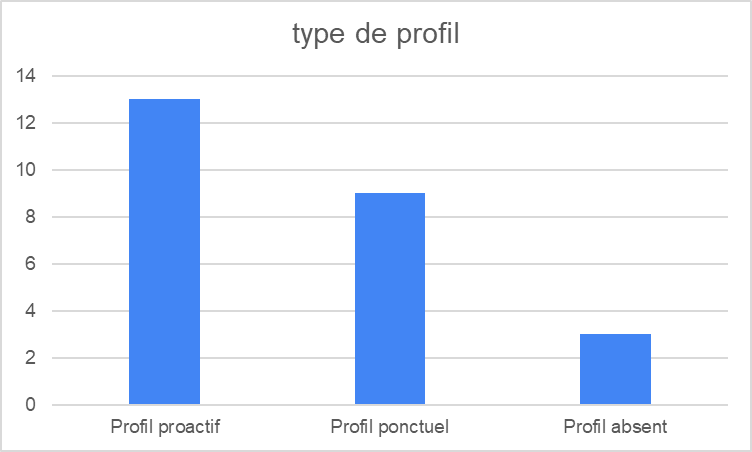 type de profil
14
12
10
8
6
4
2
0
Profil proactif
Profil ponctuel
Profil absent